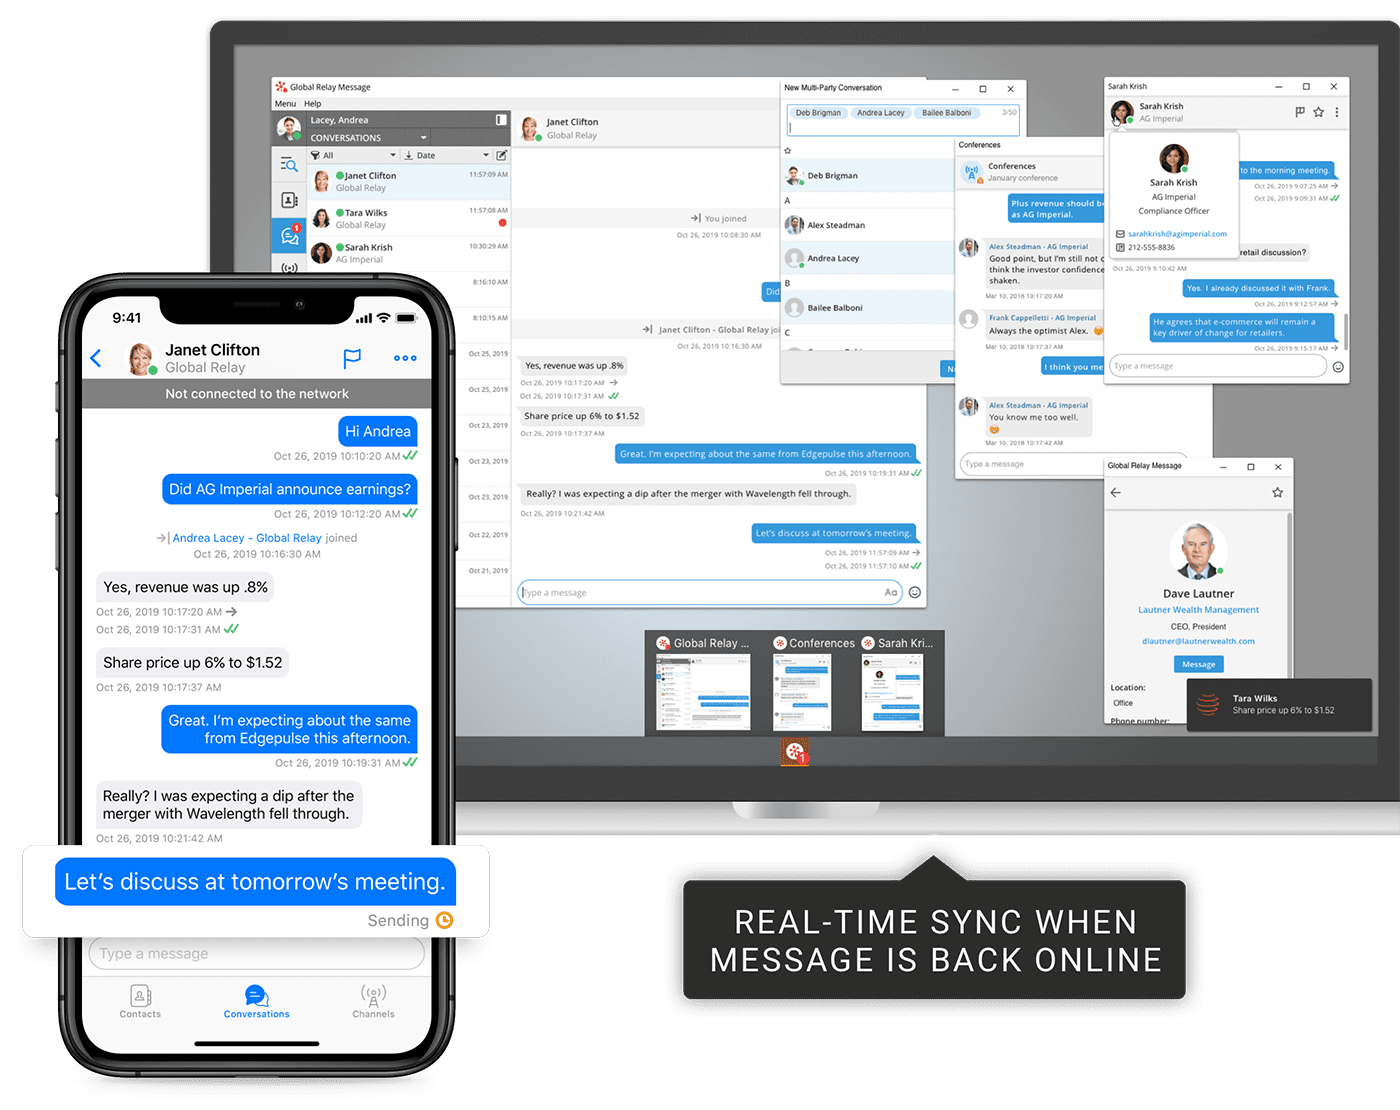 Global Relay Message
Menu Help
Lacey, Andrea
CONVERSATIONS
All
Date
Janet Clifton
Global Relay
11:57:09 AM
Tara Wilks
Global Relay
11:57:08 AM
Sarah Krish
AG Imperial
10:30:29 AM
8:16:10 AM
8:10:15 AM
Oct 25, 2019
Oct 25, 2019
Oct 23, 2019
Oct 23, 2019
Oct 23, 2019
Oct 22, 2019
Oct 21, 2019
1
Janet Clifton
Global Relay
You joined
Oct 26, 2019 10:08:30 AM
Did
Janet Clifton - Global Relay joi
Oct 26, 2019 10:16:30 AM
Yes, revenue was up .8%
Oct 26, 2019 10:17:20 AM
Oct 26, 2019 10:17:31 AM
Share price up 6% to $1.52
Oct 26, 2019 10:17:37 AM
Great. I'm expecting about the same from Edgepulse this afternoon.
Oct 26, 2019 10:19:31 AM
Really? I was expecting a dip after the merger with Wavelength fell through.
Oct 26, 2019 10:21:42 AM
Let's discuss at tomorrow's meeting.
Oct 26, 2019 11:57:09 AM
Oct 26, 2019 11:57:10 AM
Type a message
Aa
New Multi-Party Conversation
Deb Brigman
Andrea Lacey
Bailee Balboni
3/50
Deb Brigman
A
Alex Steadman
Andrea Lacey
B
Bailee Balboni
C
N
Conferences
Conferences
January conference
Plus revenue should b
as AG Imperial.
Alex Steadman - AG Imperial
Good point, but I'm still not c
think the investor confidence
shaken.
Mar 10, 2018 10:17:20 AM
Frank Cappelletti - AG Imperial
Always the optimist Alex.
Mar 10, 2018 10:17:37 AM
I think you me
Alex Steadman - AG Imperial
You know me too well.
Mar 10, 2018 10:17:42 AM
Type a message
Sarah Krish
Sarah Krish
AG Imperial
Sarah Krish
AG Imperial
Compliance Officer
sarahkrish@agimperial.com
212-555-8836
to the morning meeting.
Oct 26, 2019 9:07:25 AM
Oct 26, 2019 9:09:31 AM
retail discussion?
Oct 26, 2019 9:10:42 AM
Yes. I already discussed it with Frank.
Oct 26, 2019 9:12:57 AM
He agrees that e-commerce will remain a
key driver of change for retailers.
Oct 26, 2019 9:15:17 AM
Type a message
Global Relay Message
Dave Lautner
Lautner Wealth Management
CEO, President
dlautner@lautnerwealth.com
Message
Location:
Office
Phone number:
Tara Wilks
Share price up 6% to $1.52
Global Relay ...
Conferences
Sarah Kri...
1
9:41
Janet Clifton
Global Relay
Not connected to the network
Hi Andrea
Oct 26, 2019 10:10:20 AM
Did AG Imperial announce earnings?
Oct 26, 2019 10:12:20 AM
Andrea Lacey - Global Relay joined
Oct 26, 2019 10:16:30 AM
Yes, revenue was up .8%
Oct 26, 2019 10:17:20 AM
Oct 26, 2019 10:17:31 AM
Share price up 6% to $1.52
Oct 26, 2019 10:17:37 AM
Great. I'm expecting about the same
from Edgepulse this afternoon.
Oct 26, 2019 10:19:31 AM
Really? I was expecting a dip after the
merger with Wavelength fell through.
Oct 26, 2019 10:21:42 AM
Let's discuss at tomorrow's meeting.
Sending
Type a message
Contacts
Conversations
Channels
REAL-TIME SYNC WHEN
MESSAGE IS BACK ONLINE